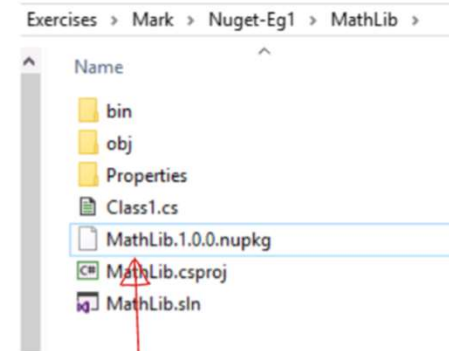 Exercises > Mark > Nuget-Eg1 > MathLib >
Name
bin
obj
Properties
Class1.cs
MathLib.1.0.0.nupkg
MathLib.csproj
MathLib.sln